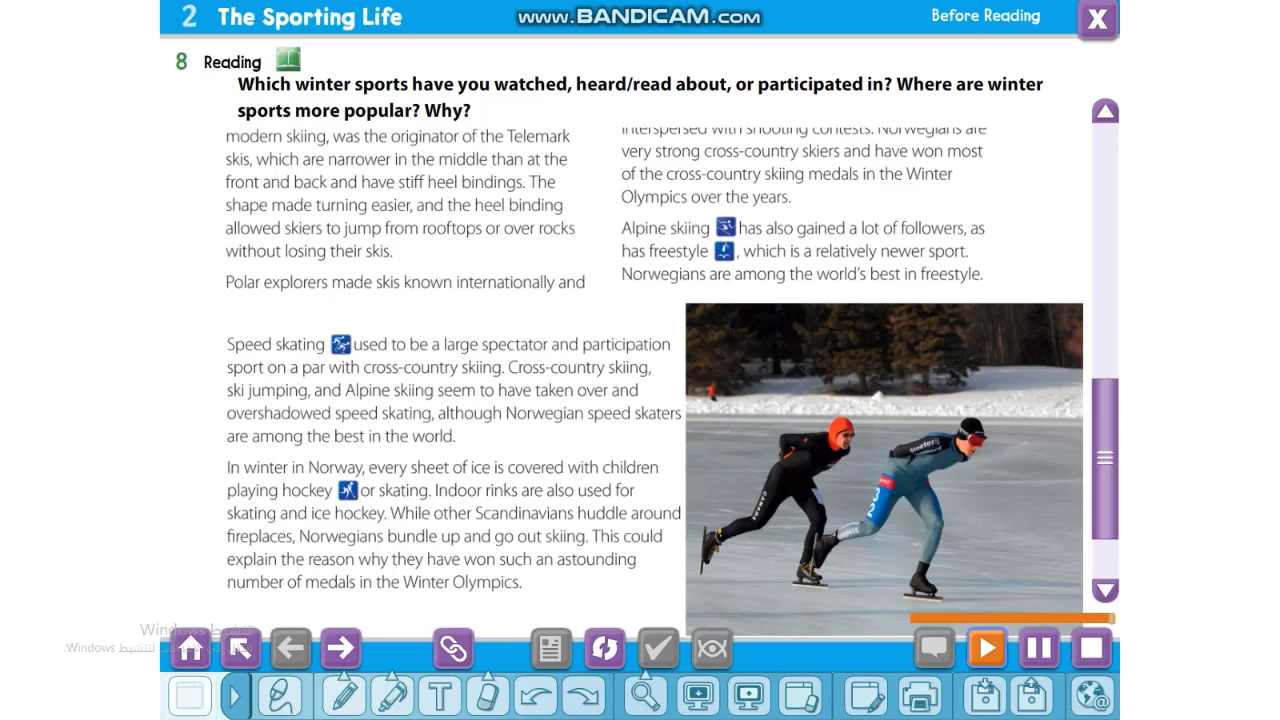 2 The Sporting Life
www.BANDICAM.com
Before Reading
X
8 Reading
Which winter sports have you watched, heard/read about, or participated in? Where are winter
sports more popular? Why?
modern skiing, was the originator of the Telemark
skis, which are narrower in the middle than at the
front and back and have stiff heel bindings. The
shape made turning easier, and the heel binding
allowed skiers to jump from rooftops or over rocks
without losing their skis.
Polar explorers made skis known internationally and
interspersed with shooting contests. Norwegians are
very strong cross-country skiers and have won most
of the cross-country skiing medals in the Winter
Olympics over the years.
Alpine skiing has also gained a lot of followers, as
has freestyle , which is a relatively newer sport.
Norwegians are among the world's best in freestyle.
Speed skating used to be a large spectator and participation
sport on a par with cross-country skiing. Cross-country skiing,
ski jumping, and Alpine skiing seem to have taken over and
overshadowed speed skating, although Norwegian speed skaters
are among the best in the world.
In winter in Norway, every sheet of ice is covered with children
playing hockey or skating. Indoor rinks are also used for
skating and ice hockey. While other Scandinavians huddle around
fireplaces, Norwegians bundle up and go out skiing. This could
explain the reason why they have won such an astounding
number of medals in the Winter Olympics.
CANADA
32
تنشيط Windows
لتنشيط Windows.
T